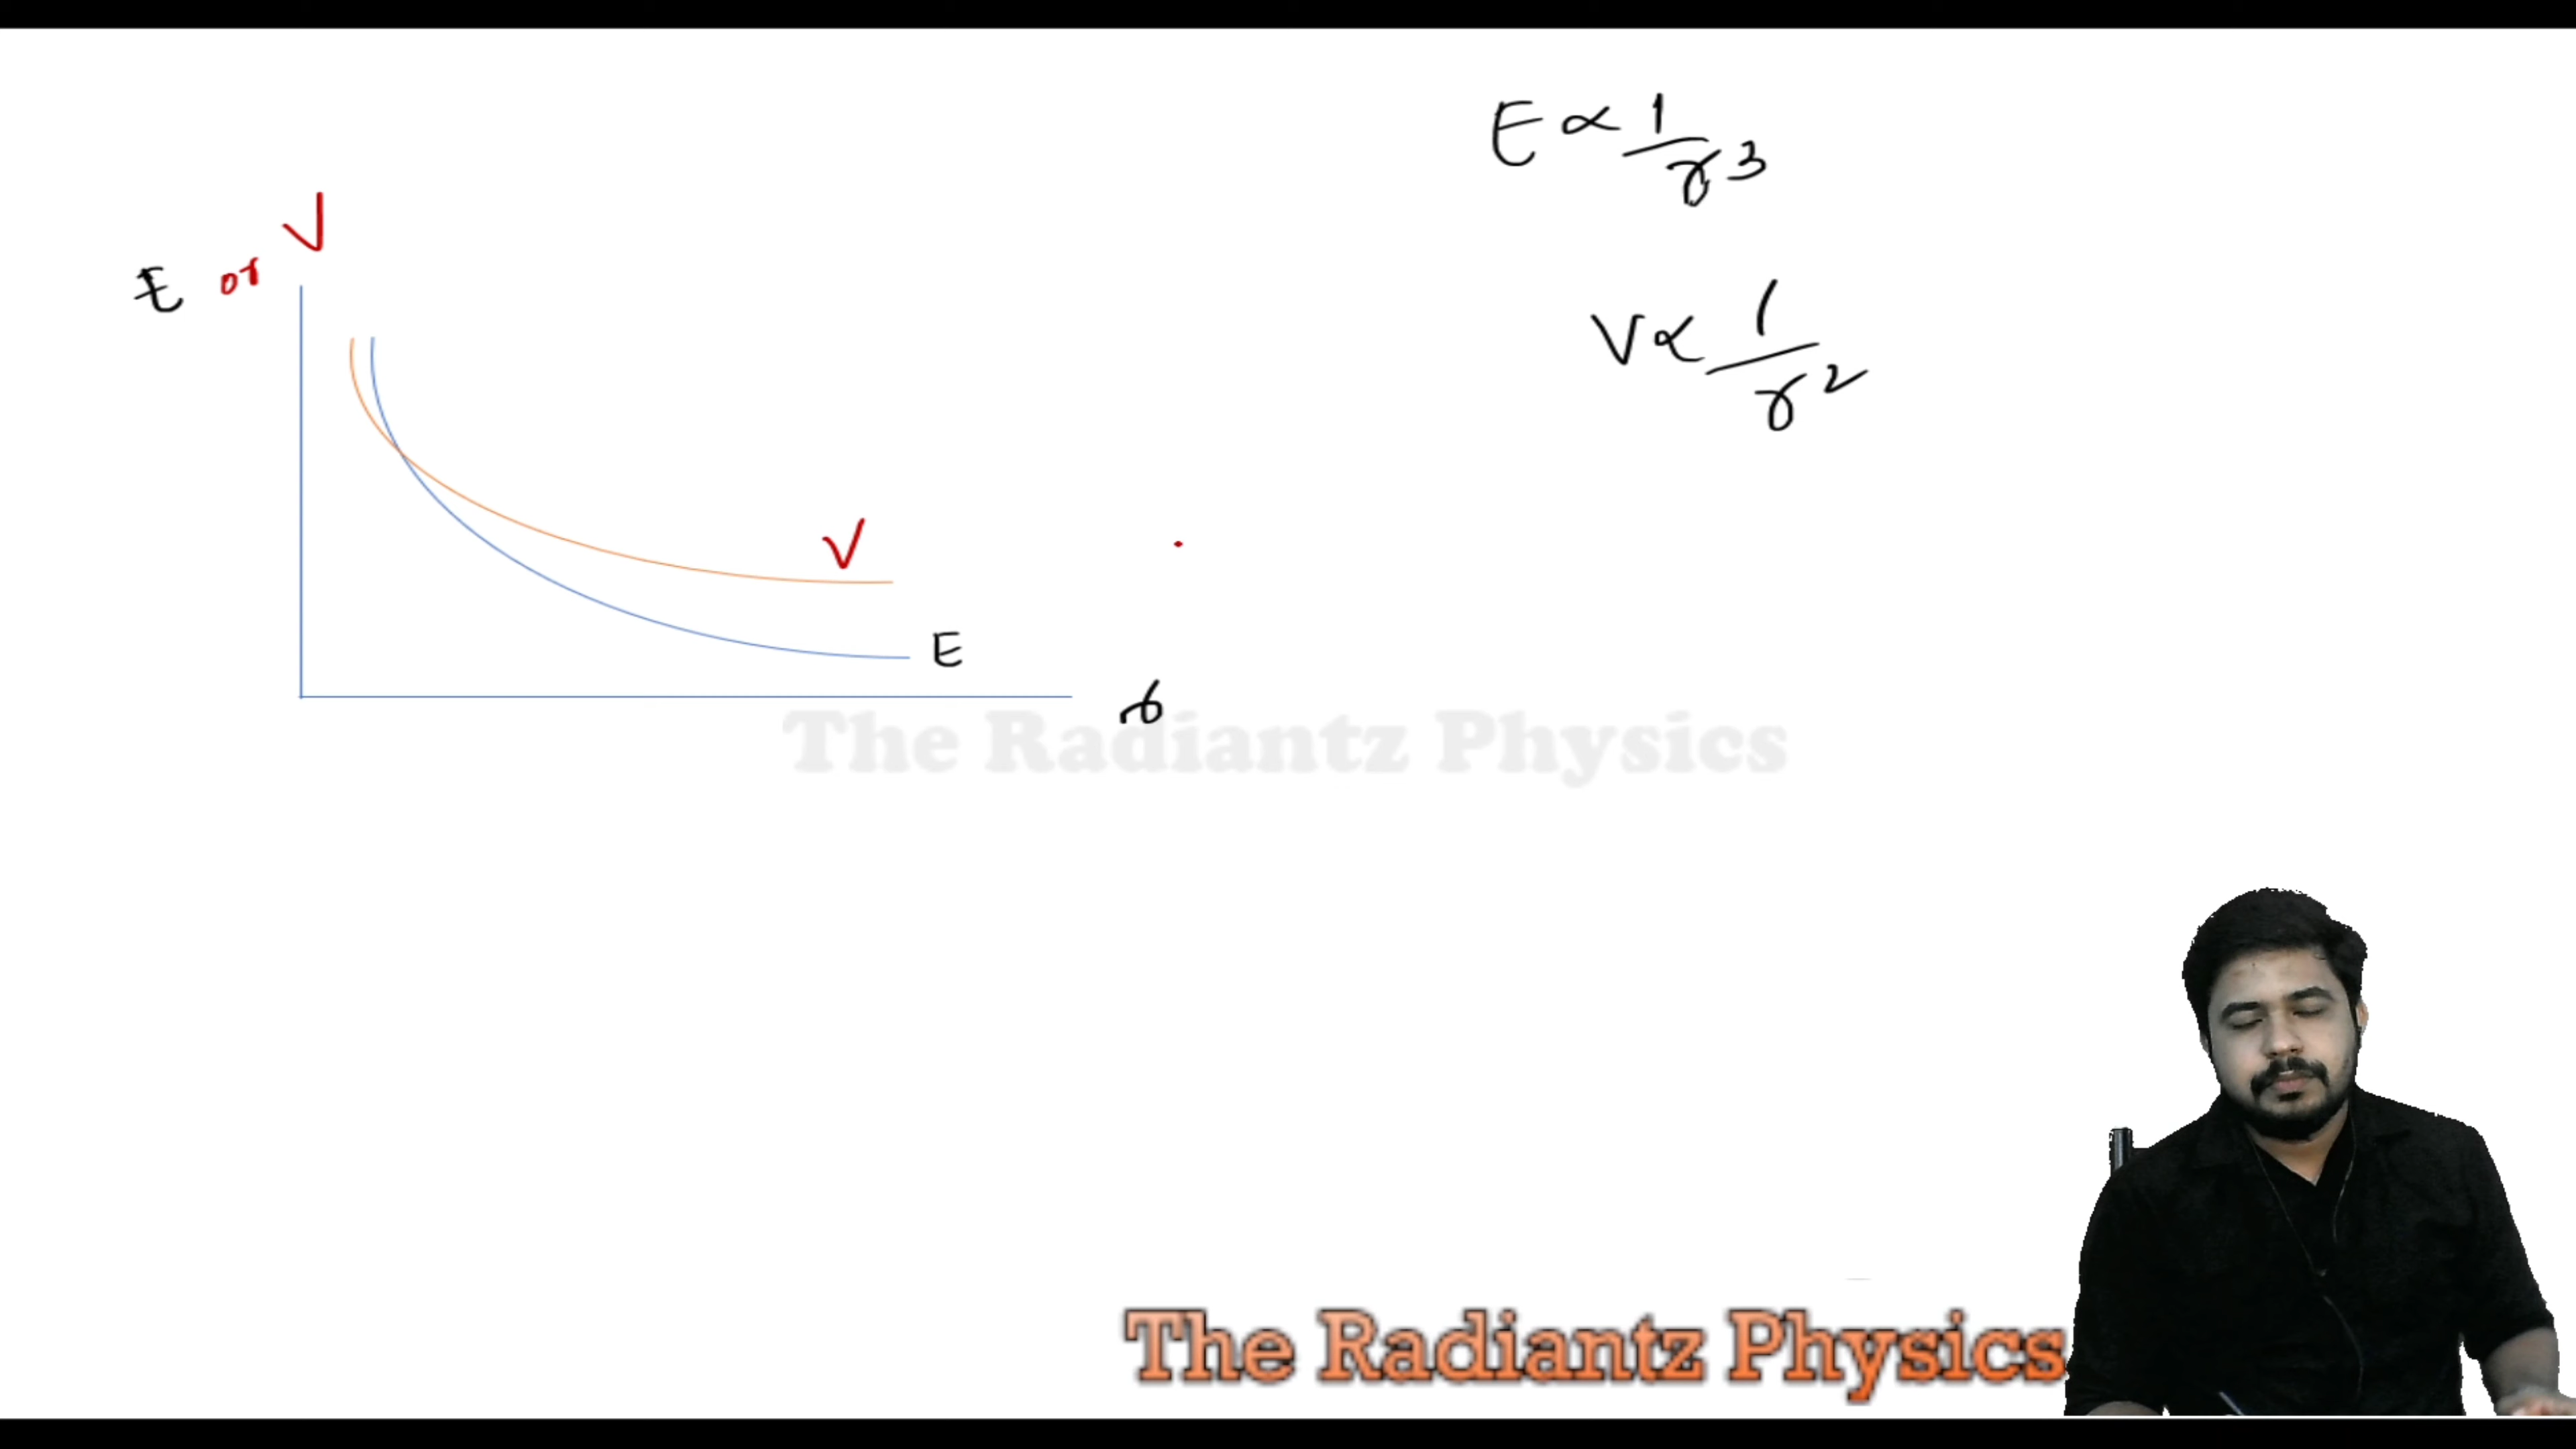 E ∝ 1/r³
V ∝ 1/r²
E or V
V
E
r
The Radiantz Physics
The Radiantz Physics